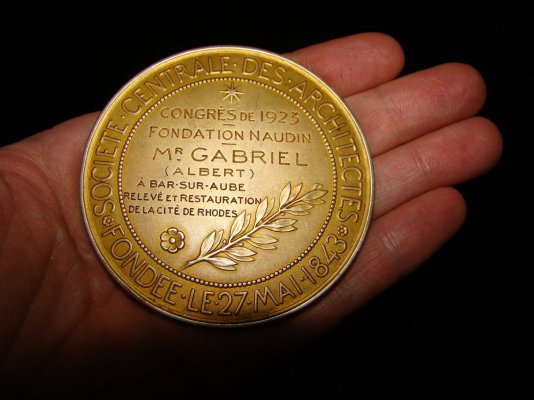 SOCIÉTÉ·CENTRALE·DES·ARCHITECTES
CONGRÈS DE 1923
FONDATION NAUDIN
MR GABRIEL
(ALBERT)
À BAR-SUR-AUBE
RELEVÉ ET RESTAURATION
DE LA CITÉ DE RHODES
FONDÉE·LE·27·MAI·1843